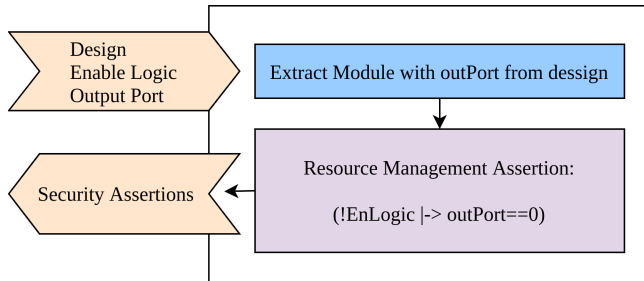 Design
Enable Logic
Output Port
Extract Module with outPort from dessign
Resource Management Assertion:
(!EnLogic |-> outPort==0)
Security Assertions